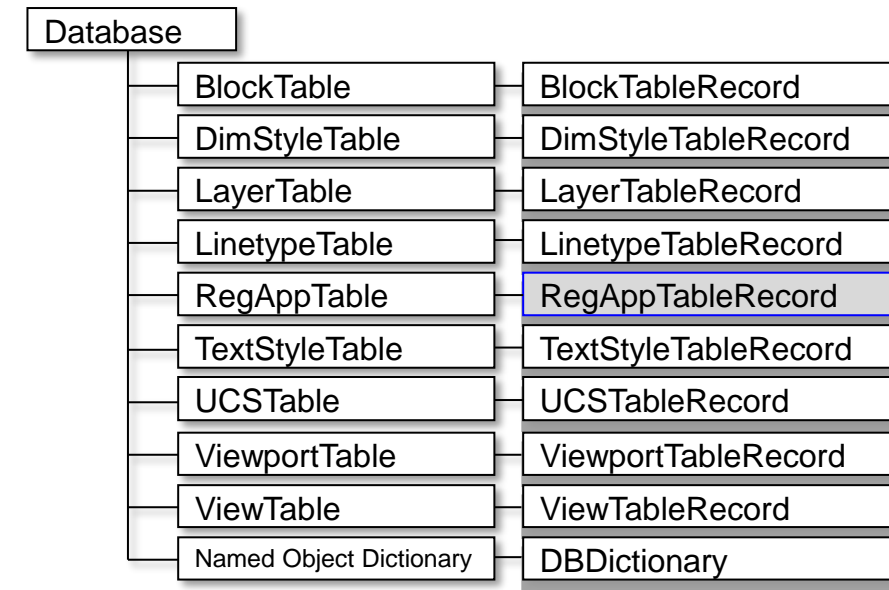 Database
BlockTable BlockTableRecord
DimStyleTable DimStyleTableRecord
LayerTable LayerTableRecord
LinetypeTable LinetypeTableRecord
RegAppTable RegAppTableRecord
TextStyleTable TextStyleTableRecord
UCSTable UCSTableRecord
ViewportTable ViewportTableRecord
ViewTable ViewTableRecord
Named Object Dictionary DBDictionary